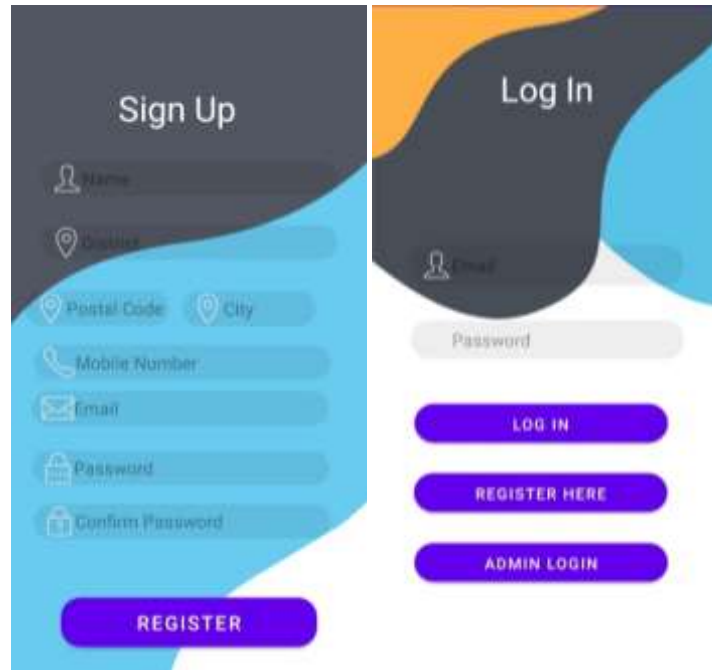 Sign Up
Name
District
Postal Code City
Mobile Number
Email
Password
Confirm Password
REGISTER
Log In
Email
Password
LOG IN
REGISTER HERE
ADMIN LOGIN